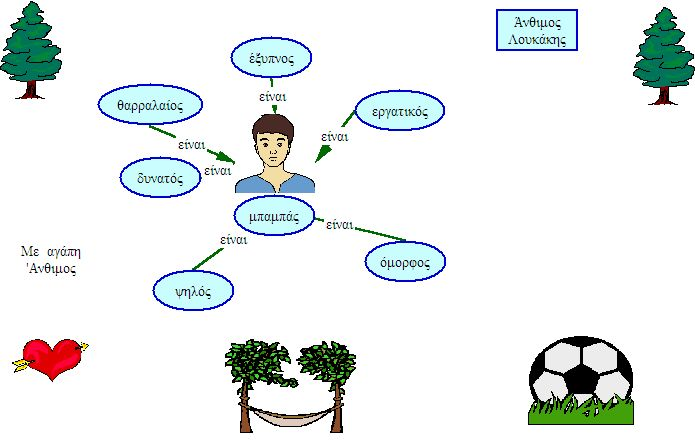 Άνθιμος
Λουκάκης
έξυπνος
είναι
θαρραλαίος
είναι
εργατικός
είναι
δυνατός
είναι
μπαμπάς
είναι
είναι
όμορφος
ψηλός
Με αγάπη
'Ανθιμος